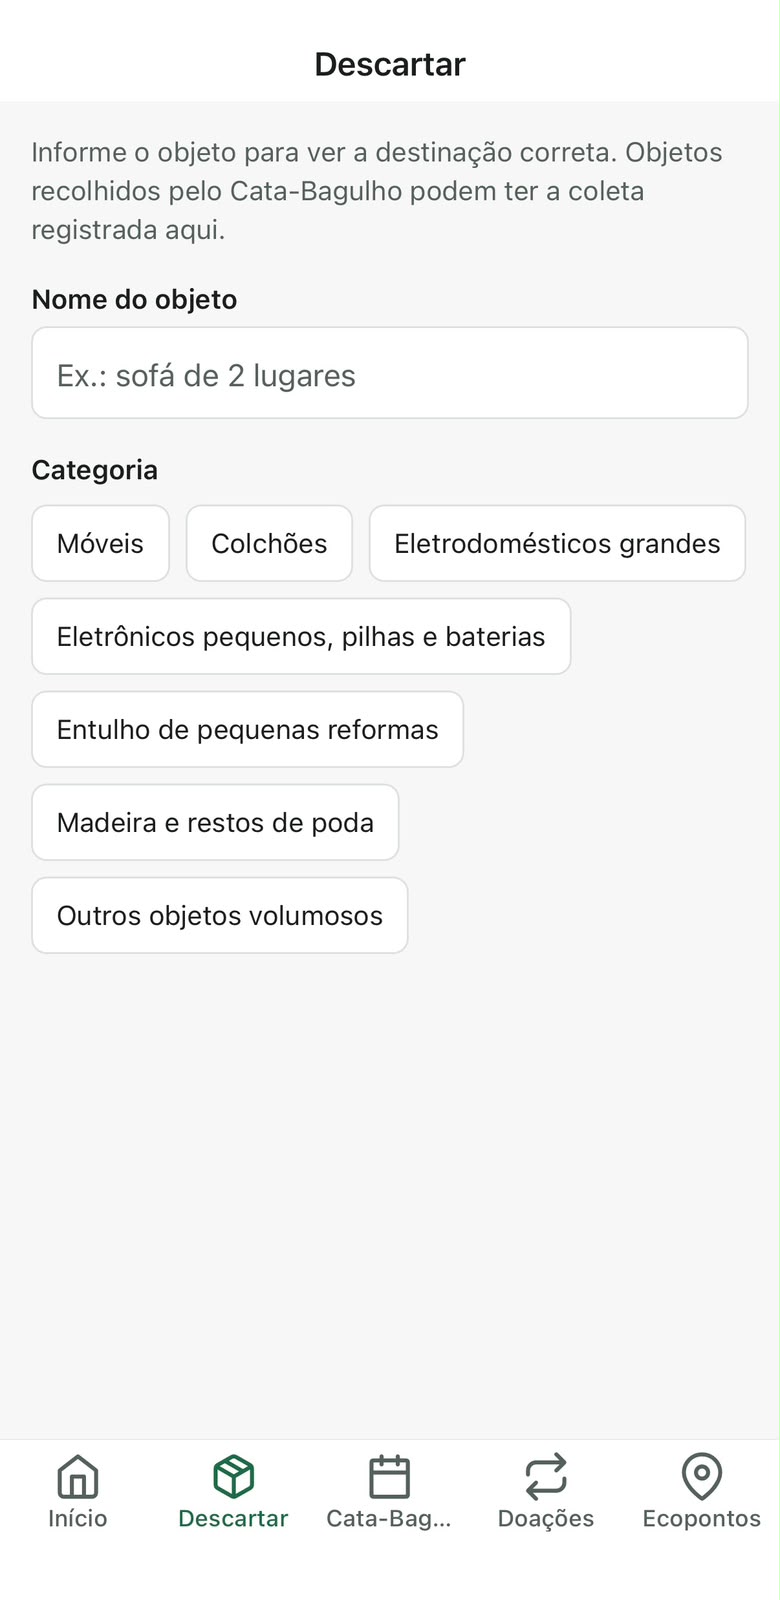 Descartar
Informe o objeto para ver a destinação correta. Objetos
recolhidos pelo Cata-Bagulho podem ter a coleta
registrada aqui.
Nome do objeto
Ex.: sofá de 2 lugares
Categoria
Móveis
Colchões
Eletrodomésticos grandes
Eletrônicos pequenos, pilhas e baterias
Entulho de pequenas reformas
Madeira e restos de poda
Outros objetos volumosos
Início
Descartar
Cata-Bag...
Doações
Ecopontos